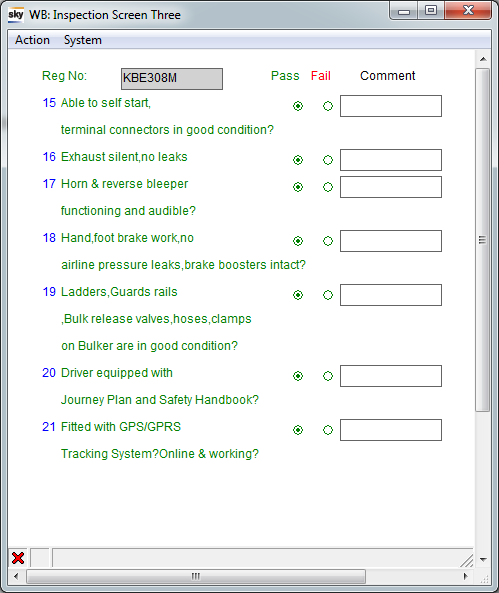 sky WB: Inspection Screen Three
Action System
Reg No: KBE308M Pass Fail Comment
15 Able to self start,
terminal connectors in good condition?
16 Exhaust silent,no leaks
17 Horn & reverse bleeper
functioning and audible?
18 Hand,foot brake work,no
airline pressure leaks,brake boosters intact?
19 Ladders,Guards rails
,Bulk release valves,hoses,clamps
on Bulker are in good condition?
20 Driver equipped with
Journey Plan and Safety Handbook?
21 Fitted with GPS/GPRS
Tracking System?Online & working?